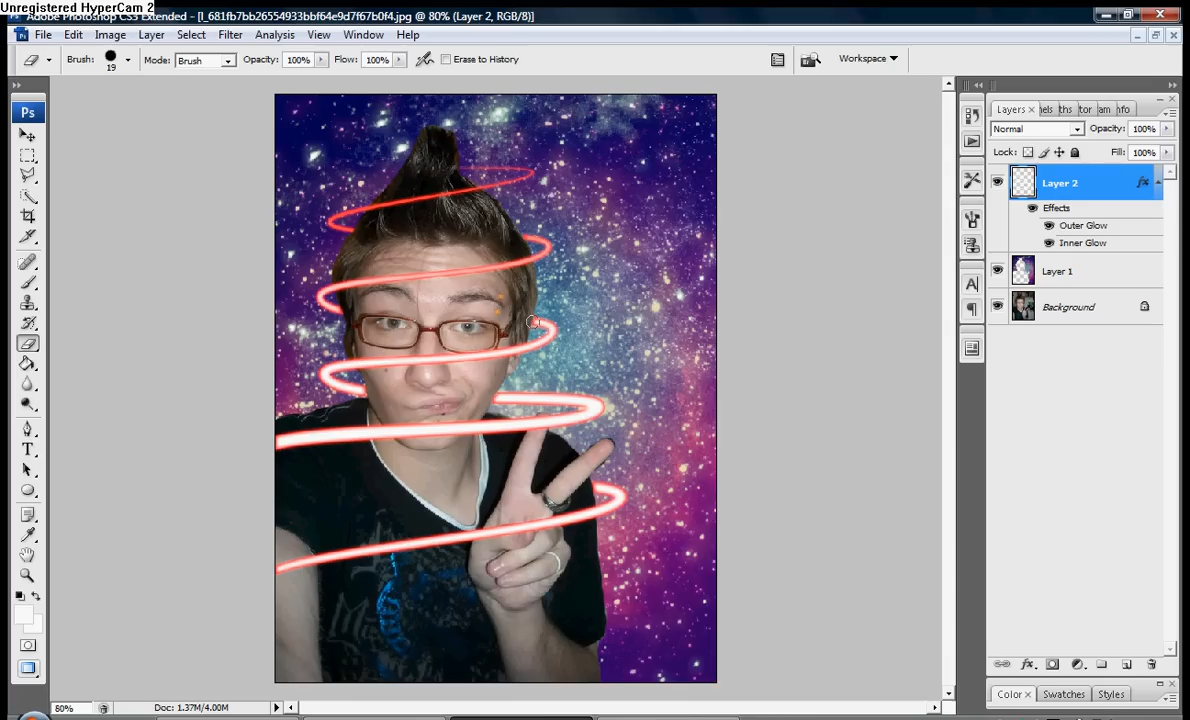 Unregistered HyperCam 2
Adobe Photoshop CS3 Extended - [l_681fb7bb26554933bbf64e9d7f67b0f4.jpg @ 80% (Layer 2, RGB/8)]
File Edit Image Layer Select Filter Analysis View Window Help
Brush: 19 Mode: Brush Opacity: 100% Flow: 100% Erase to History Workspace
Ps
Layers × nels ths tor am nfo
Normal Opacity: 100%
Lock: Fill: 100%
Layer 2 fx
Effects
Outer Glow
Inner Glow
Layer 1
Background
Color × Swatches Styles
80% Doc: 1.37M/4.00M